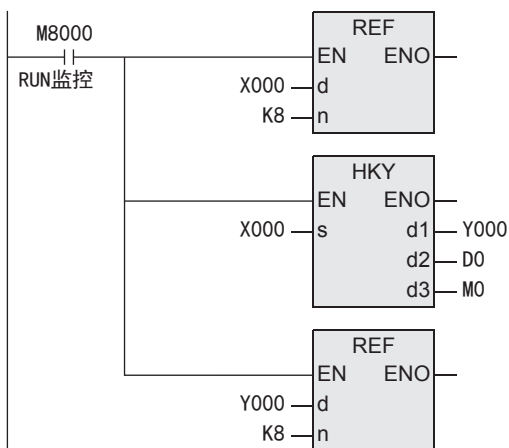 M8000
RUN监控
REF
EN ENO
X000 d
K8 n
HKY
EN ENO
X000 s d1 Y000
d2 D0
d3 M0
REF
EN ENO
Y000 d
K8 n